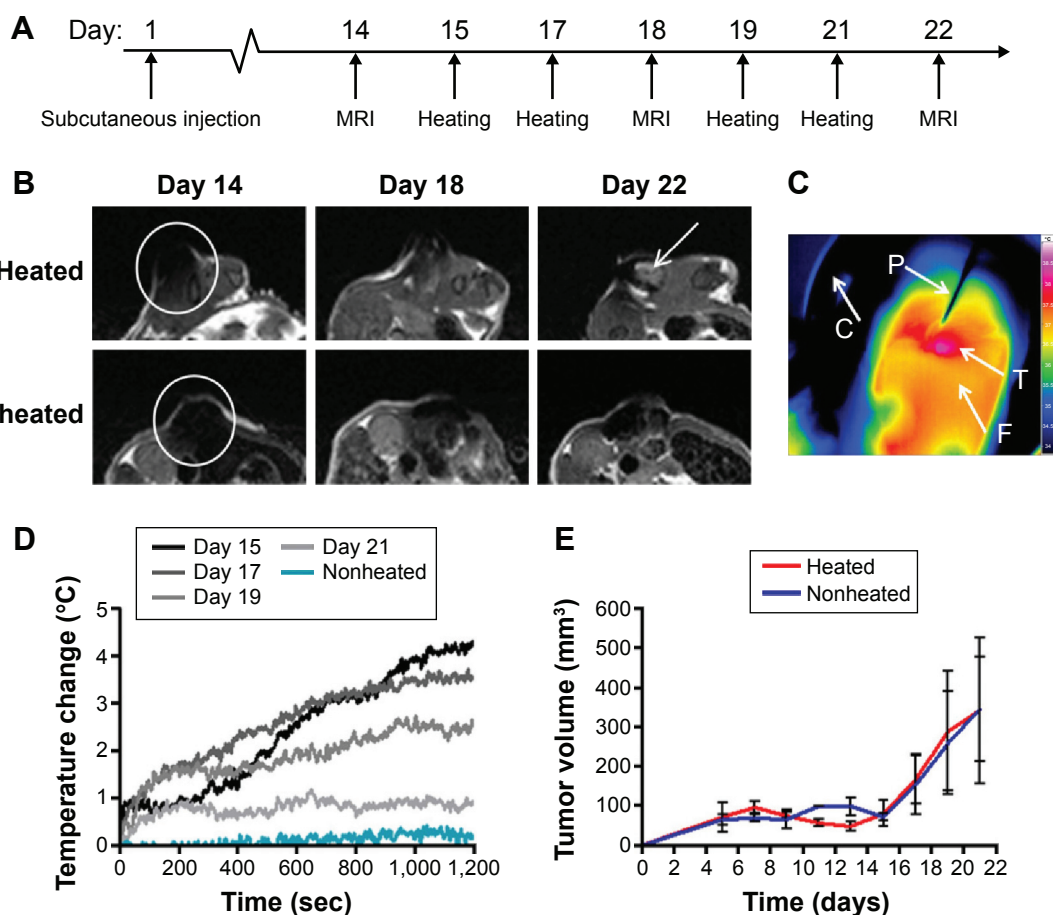 A
Day: 1 14 15 17 18 19 21 22
Subcutaneous injection MRI Heating Heating MRI Heating Heating MRI
B
Day 14 Day 18 Day 22
Heated
heated
C
°C
P
C
T
F
D
Day 15 Day 21
Day 17 Nonheated
Day 19
Temperature change (°C)
5
4
3
2
1
0
0 200 400 600 800 1,000 1,200
Time (sec)
E
Heated
Nonheated
Tumor volume (mm³)
600
500
400
300
200
100
0
0 2 4 6 8 10 12 14 16 18 20 22
Time (days)